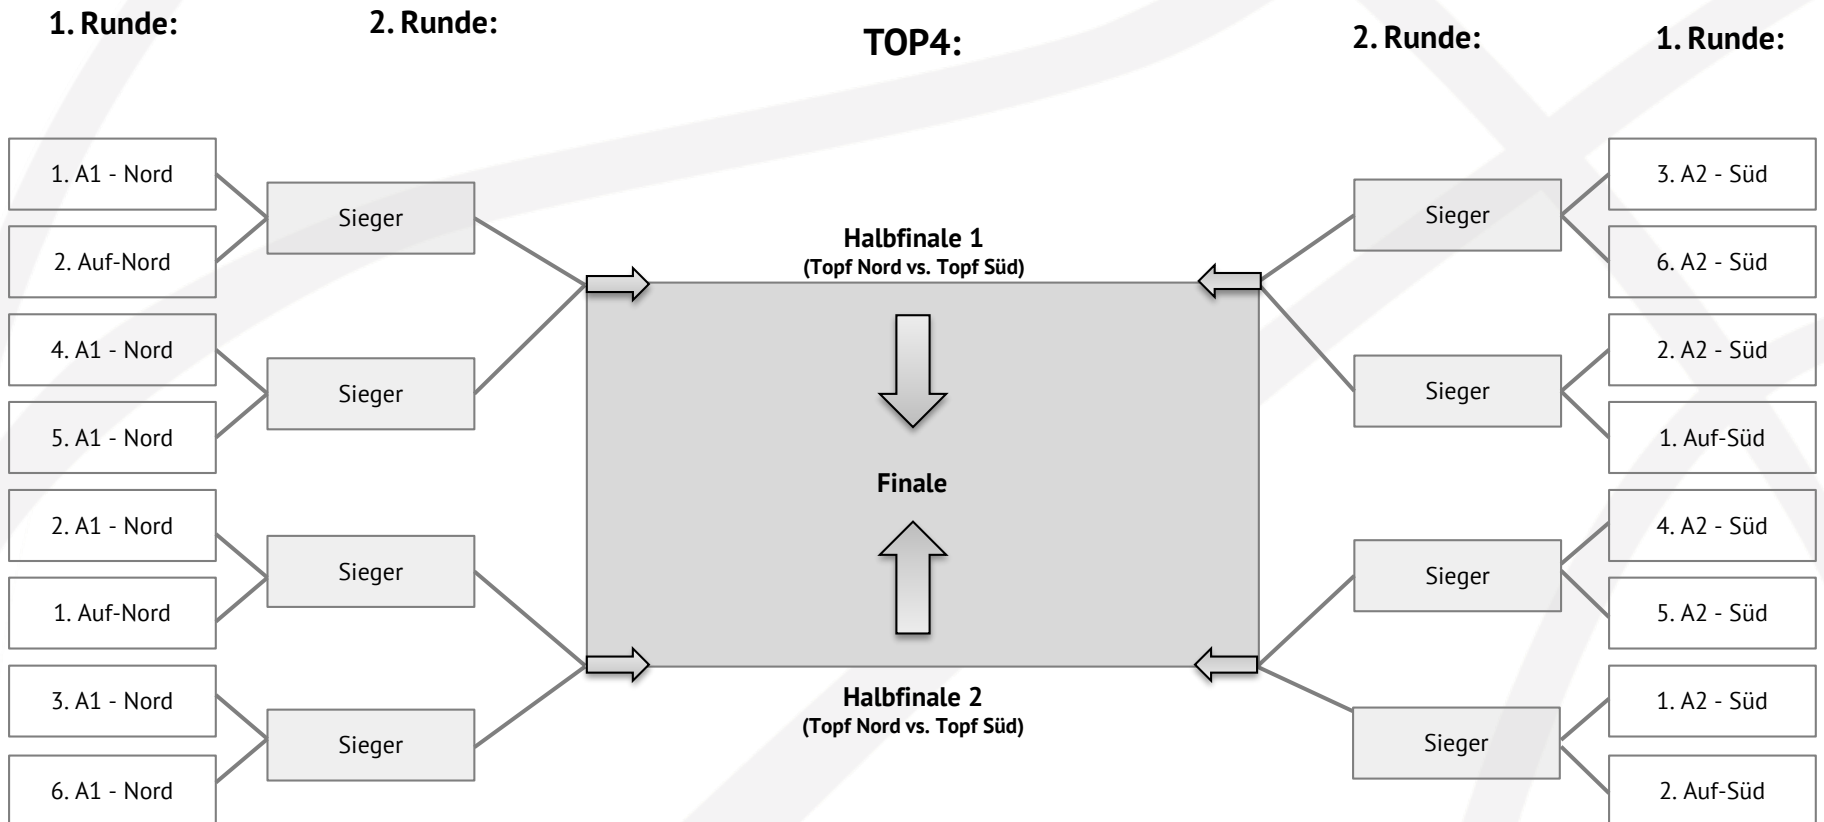 1. Runde:
2. Runde:
TOP4:
2. Runde:
1. Runde:
1. A1 - Nord
2. Auf-Nord
4. A1 - Nord
5. A1 - Nord
2. A1 - Nord
1. Auf-Nord
3. A1 - Nord
6. A1 - Nord
Sieger
Sieger
Sieger
Sieger
Halbfinale 1
(Topf Nord vs. Topf Süd)
Finale
Halbfinale 2
(Topf Nord vs. Topf Süd)
Sieger
Sieger
Sieger
Sieger
3. A2 - Süd
6. A2 - Süd
2. A2 - Süd
1. Auf-Süd
4. A2 - Süd
5. A2 - Süd
1. A2 - Süd
2. Auf-Süd